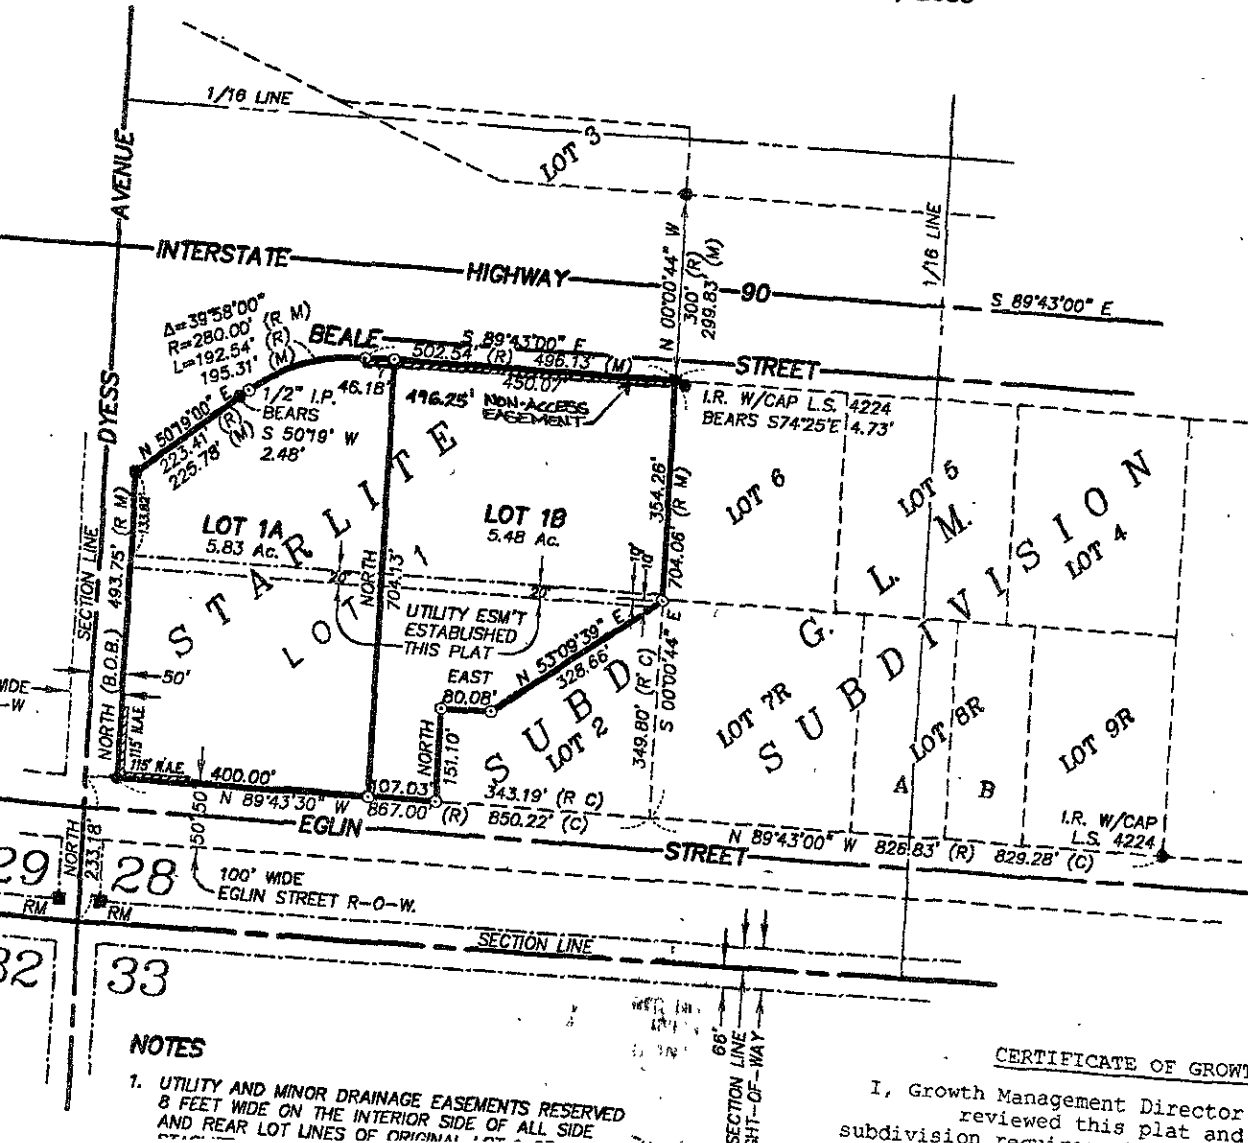 1/16 LINE
LOT 3
AVENUE
INTERSTATE HIGHWAY 90
S 89°43'00" E
1/16 LINE
N 00°00'44" W
300' (R)
299.83' (M)
Δ=39°58'00"
R=280.00' (R M)
L=192.54' (R)
195.31' (M)
BEALE
S 89°43'00" E
502.54' (R) 496.13' (M)
STREET
46.18'
450.07'
496.25'
NON-ACCESS
EASEMENT
I.R. W/CAP L.S. 4224
BEARS S74°25'E 4.73'
1/2" I.P.
BEARS
S 50°19' W
2.48'
N 50°19'00" E
223.41' (R)
225.78' (M)
DYESS
133.82'
SECTION LINE
NORTH (B.O.B.) 493.75' (R M)
LOT 1A
5.83 Ac.
LOT 1B
5.48 Ac.
STARLITE
LOT 1
SUBD
NORTH
704.13'
354.26'
704.06' (R M)
20'
20'
10'
10'
UTILITY ESM'T
ESTABLISHED
THIS PLAT
LOT 6
LOT 5
LOT 4
G. L. M.
SUBDIVISION
EAST
80.08'
N 53°09'39" E
328.66'
NORTH
151.10'
LOT 2
349.80' (R C)
S 00°00'44" E
LOT 7R
LOT 8R
A
B
LOT 9R
50'
-W
115' N.A.E.
115' N.A.E.
400.00'
107.03'
343.19' (R C)
N 89°43'30" W 867.00' (R) 850.22' (C)
EGLIN STREET
N 89°43'00" W 826.83' (R) 829.28' (C)
I.R. W/CAP
L.S. 4224
50' 50'
NORTH
233.18'
29
28
100' WIDE
EGLIN STREET R-O-W.
RM
RM
SECTION LINE
32
33
66'
SECTION LINE
GHT-OF-WAY
NOTES
1. UTILITY AND MINOR DRAINAGE EASEMENTS RESERVED
8 FEET WIDE ON THE INTERIOR SIDE OF ALL SIDE
AND REAR LOT LINES OF ORIGINAL LOT 1 OF
CERTIFICATE OF GROWT
I, Growth Management Director
reviewed this plat and
subdivision